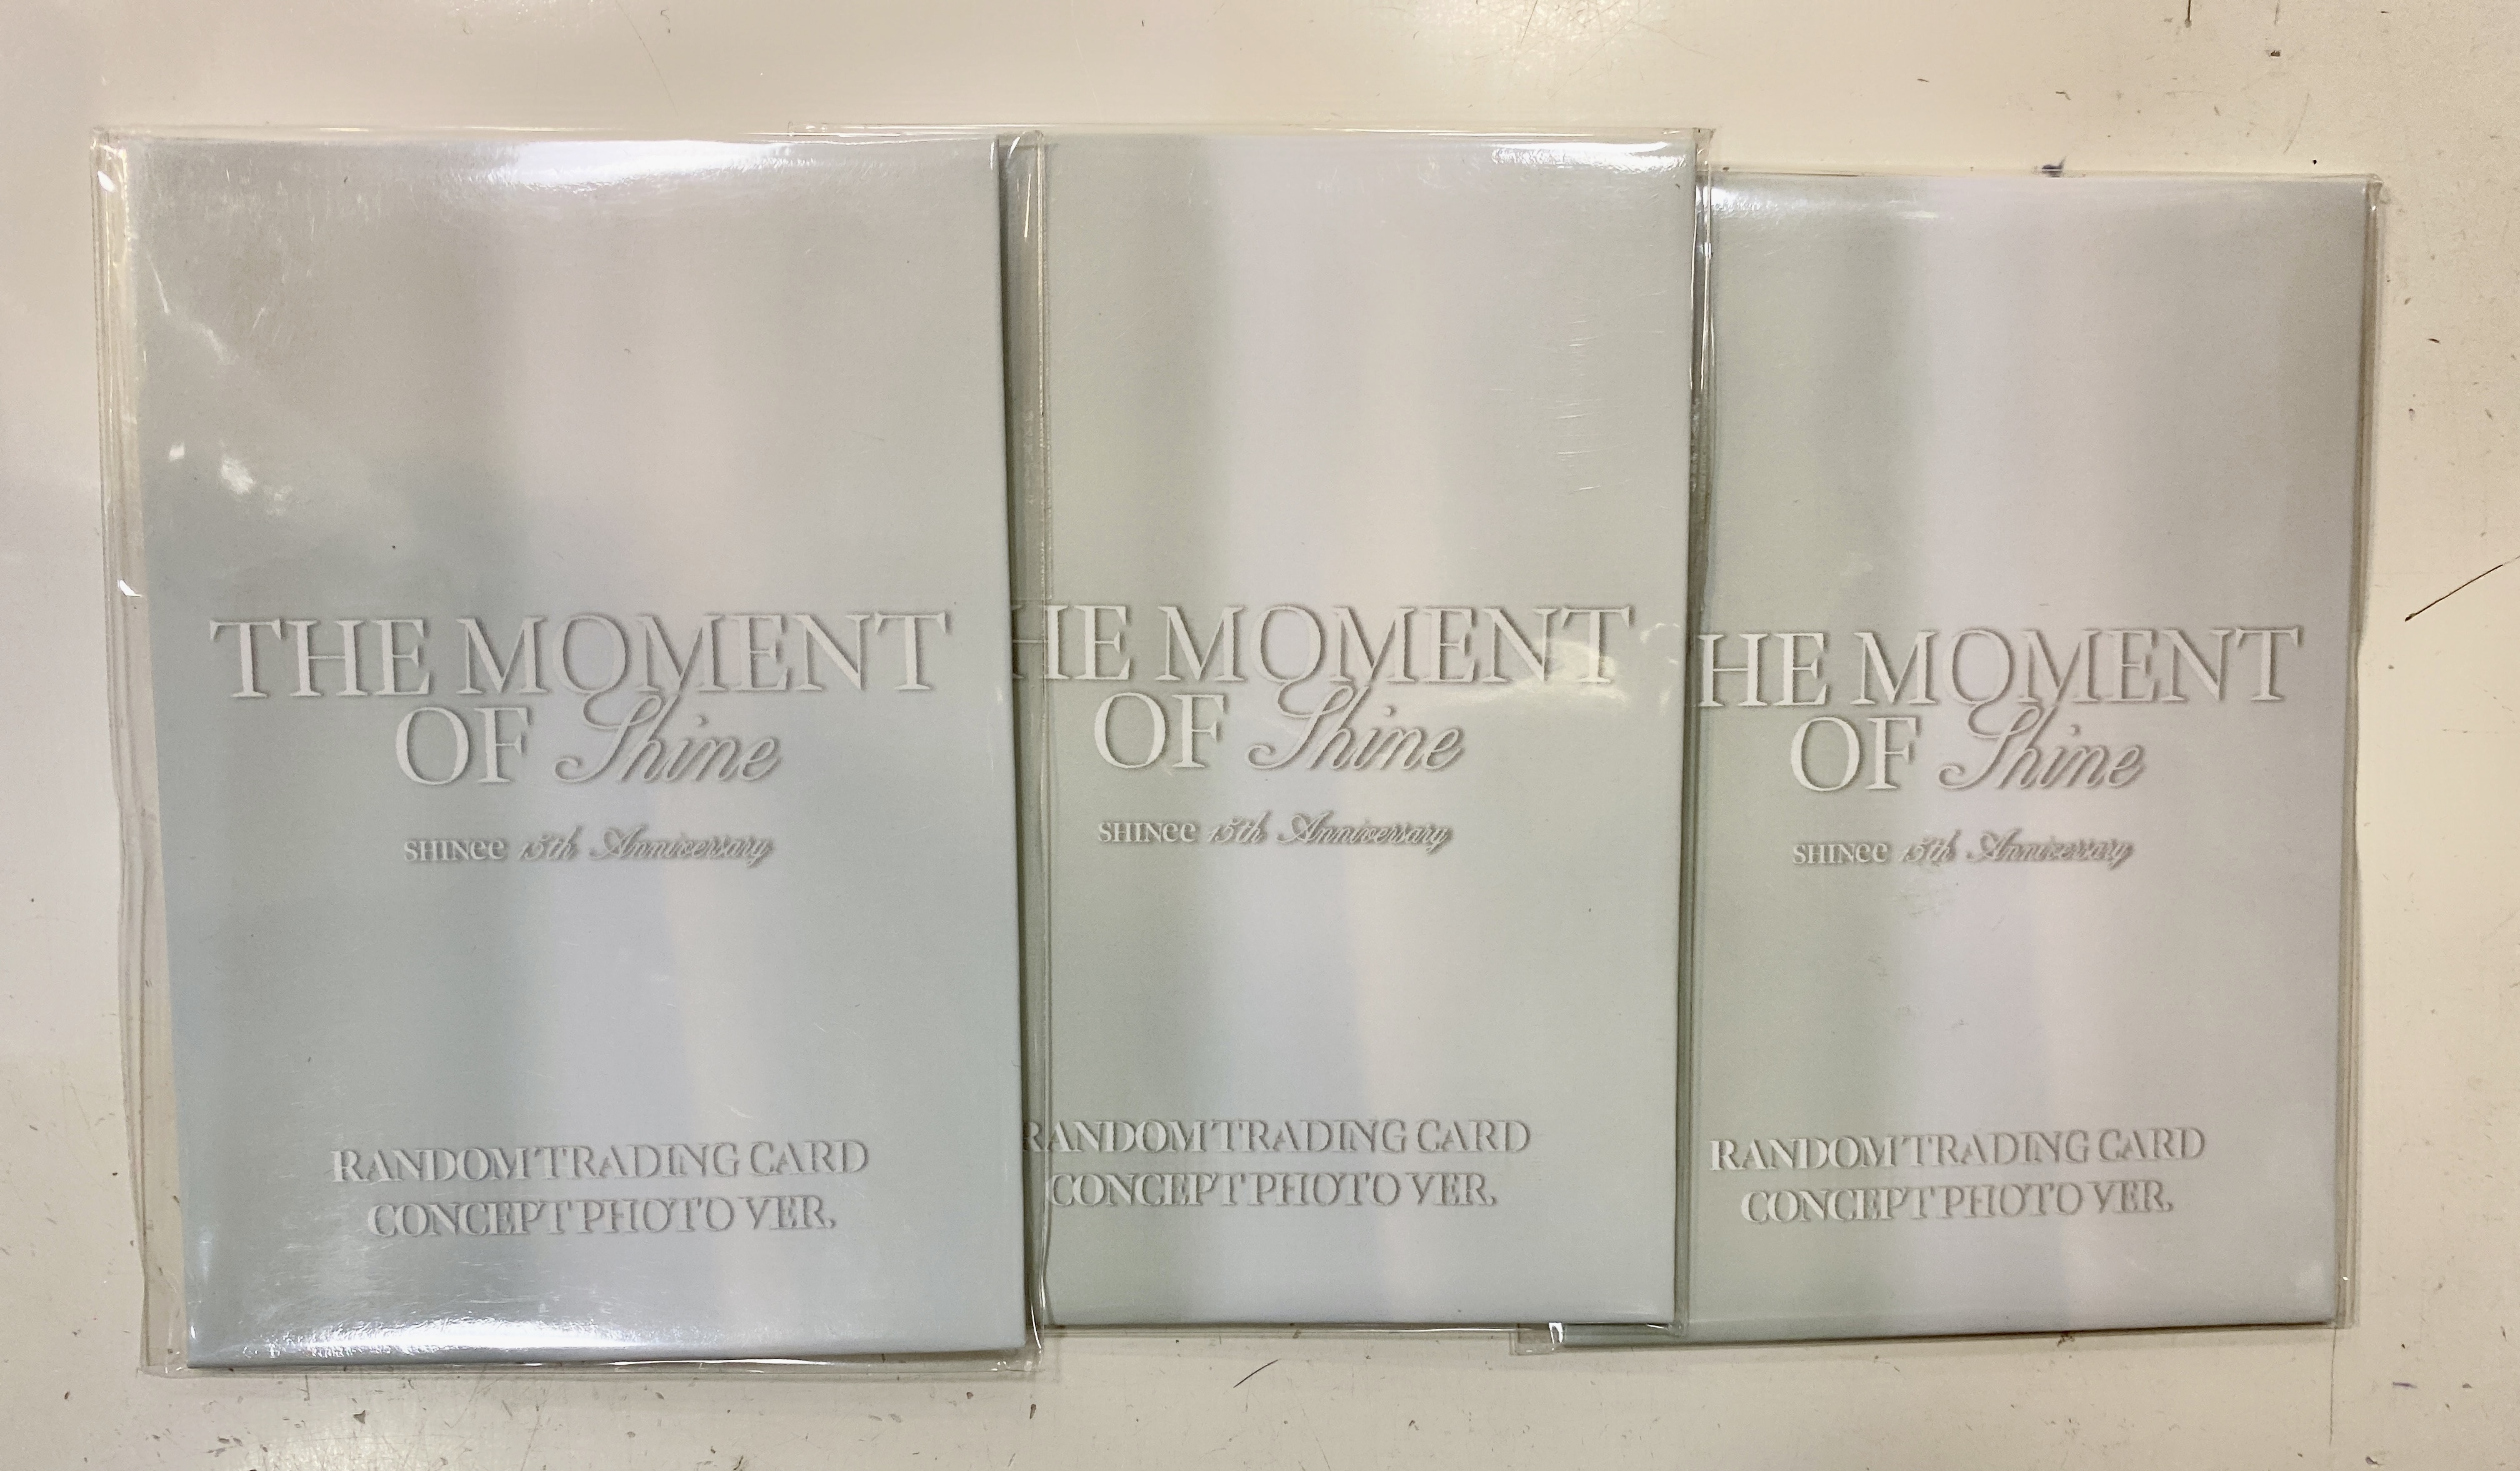 THE MOMENT
OF Shine
SHINee 15th Anniversary
RANDOM TRADING CARD
CONCEPT PHOTO VER.
HE MOMENT
OF Shine
SHINee 15th Anniversary
RANDOM TRADING CARD
CONCEPT PHOTO VER.
HE MOMENT
OF Shine
SHINee 15th Anniversary
RANDOM TRADING CARD
CONCEPT PHOTO VER.